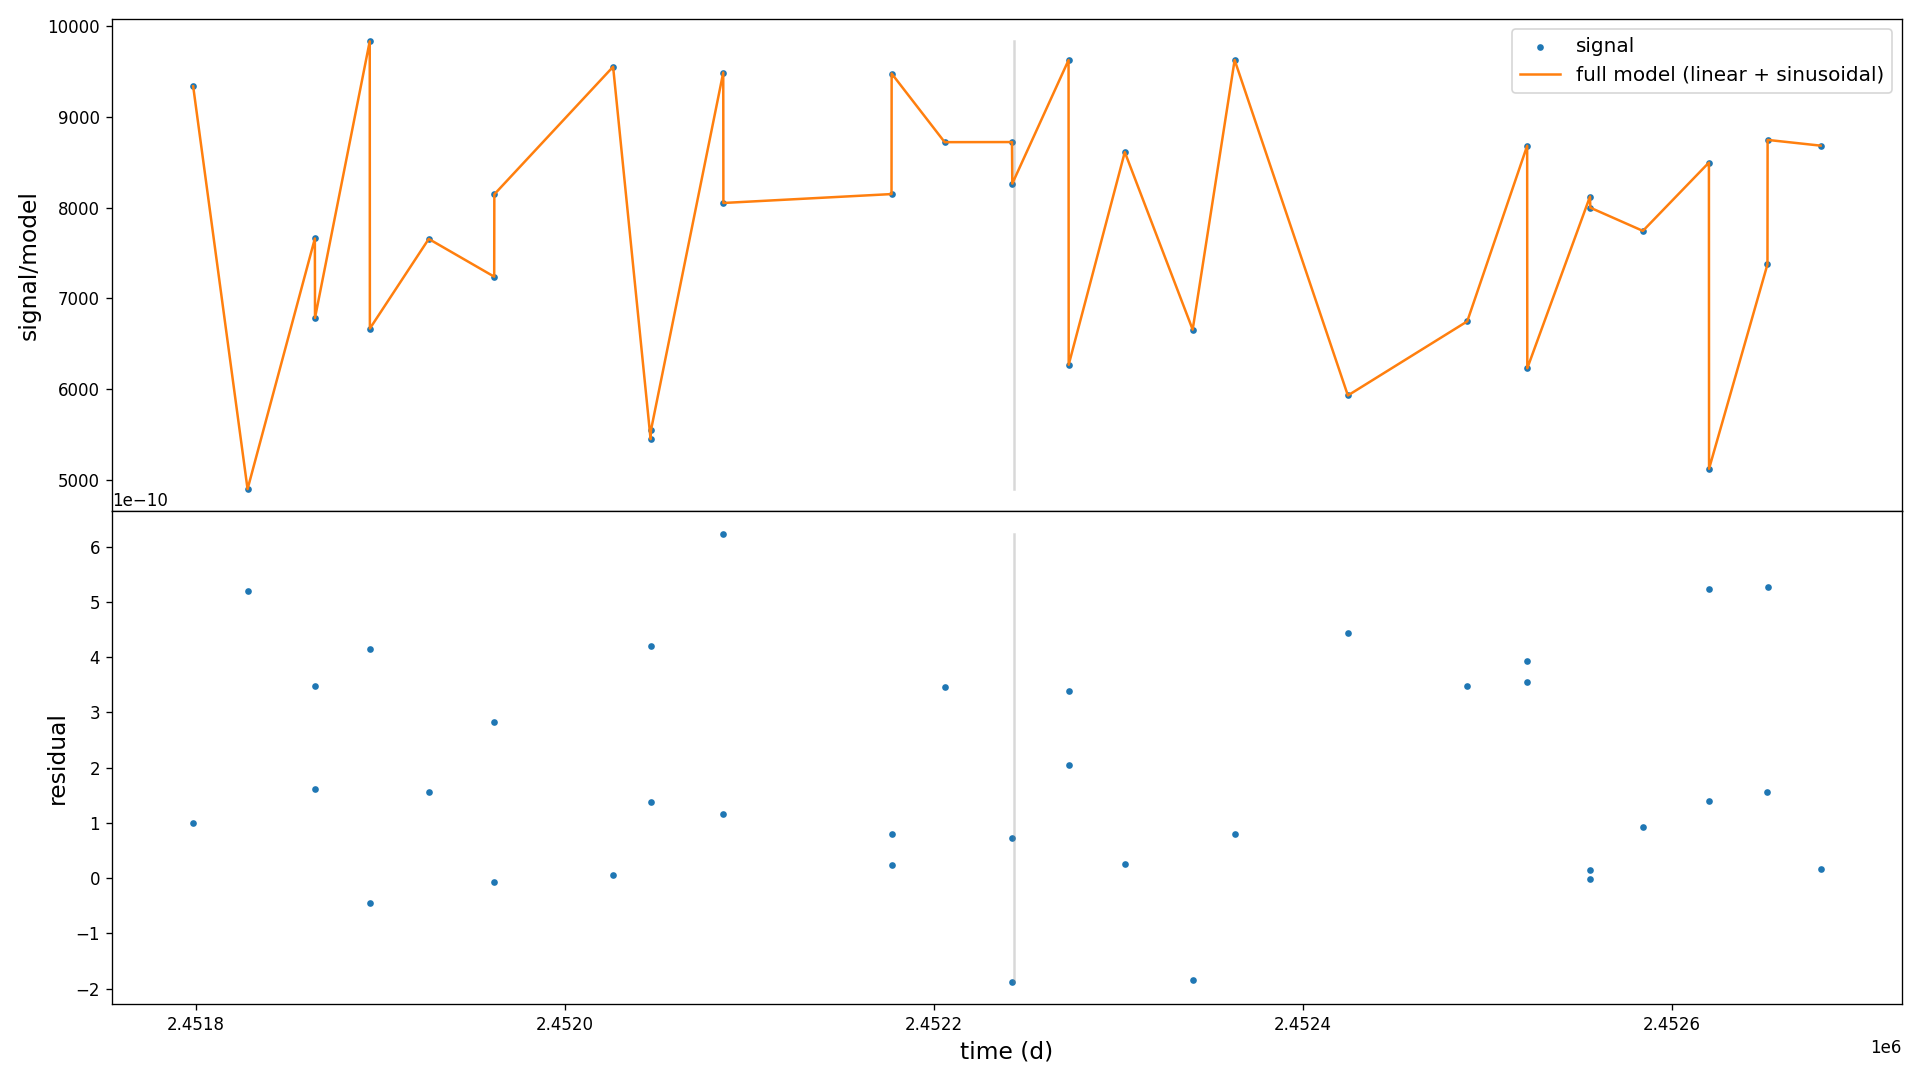 10000
9000
8000
7000
6000
5000
signal/model
signal
full model (linear + sinusoidal)
1e−10
6
5
4
3
2
1
0
−1
−2
residual
2.4518
2.4520
2.4522
2.4524
2.4526
time (d)
1e6